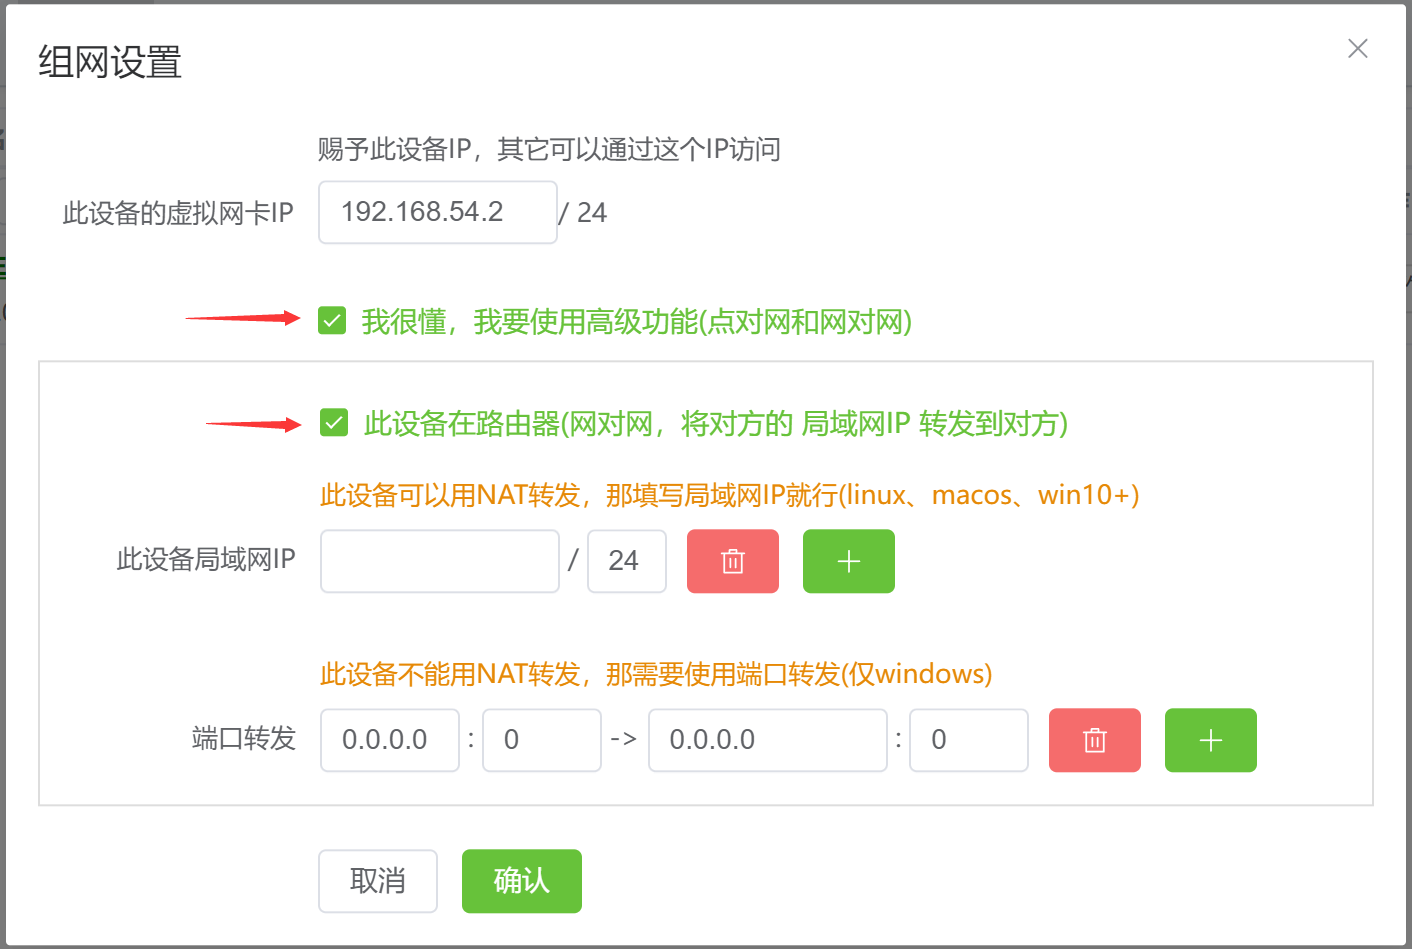 组网设置
赐予此设备IP，其它可以通过这个IP访问
此设备的虚拟网卡IP 192.168.54.2 / 24
我很懂，我要使用高级功能(点对网和网对网)
此设备在路由器(网对网，将对方的 局域网IP 转发到对方)
此设备可以用NAT转发，那填写局域网IP就行(linux、macos、win10+)
此设备局域网IP / 24
此设备不能用NAT转发，那需要使用端口转发(仅windows)
端口转发 0.0.0.0 : 0 -> 0.0.0.0 : 0
取消 确认